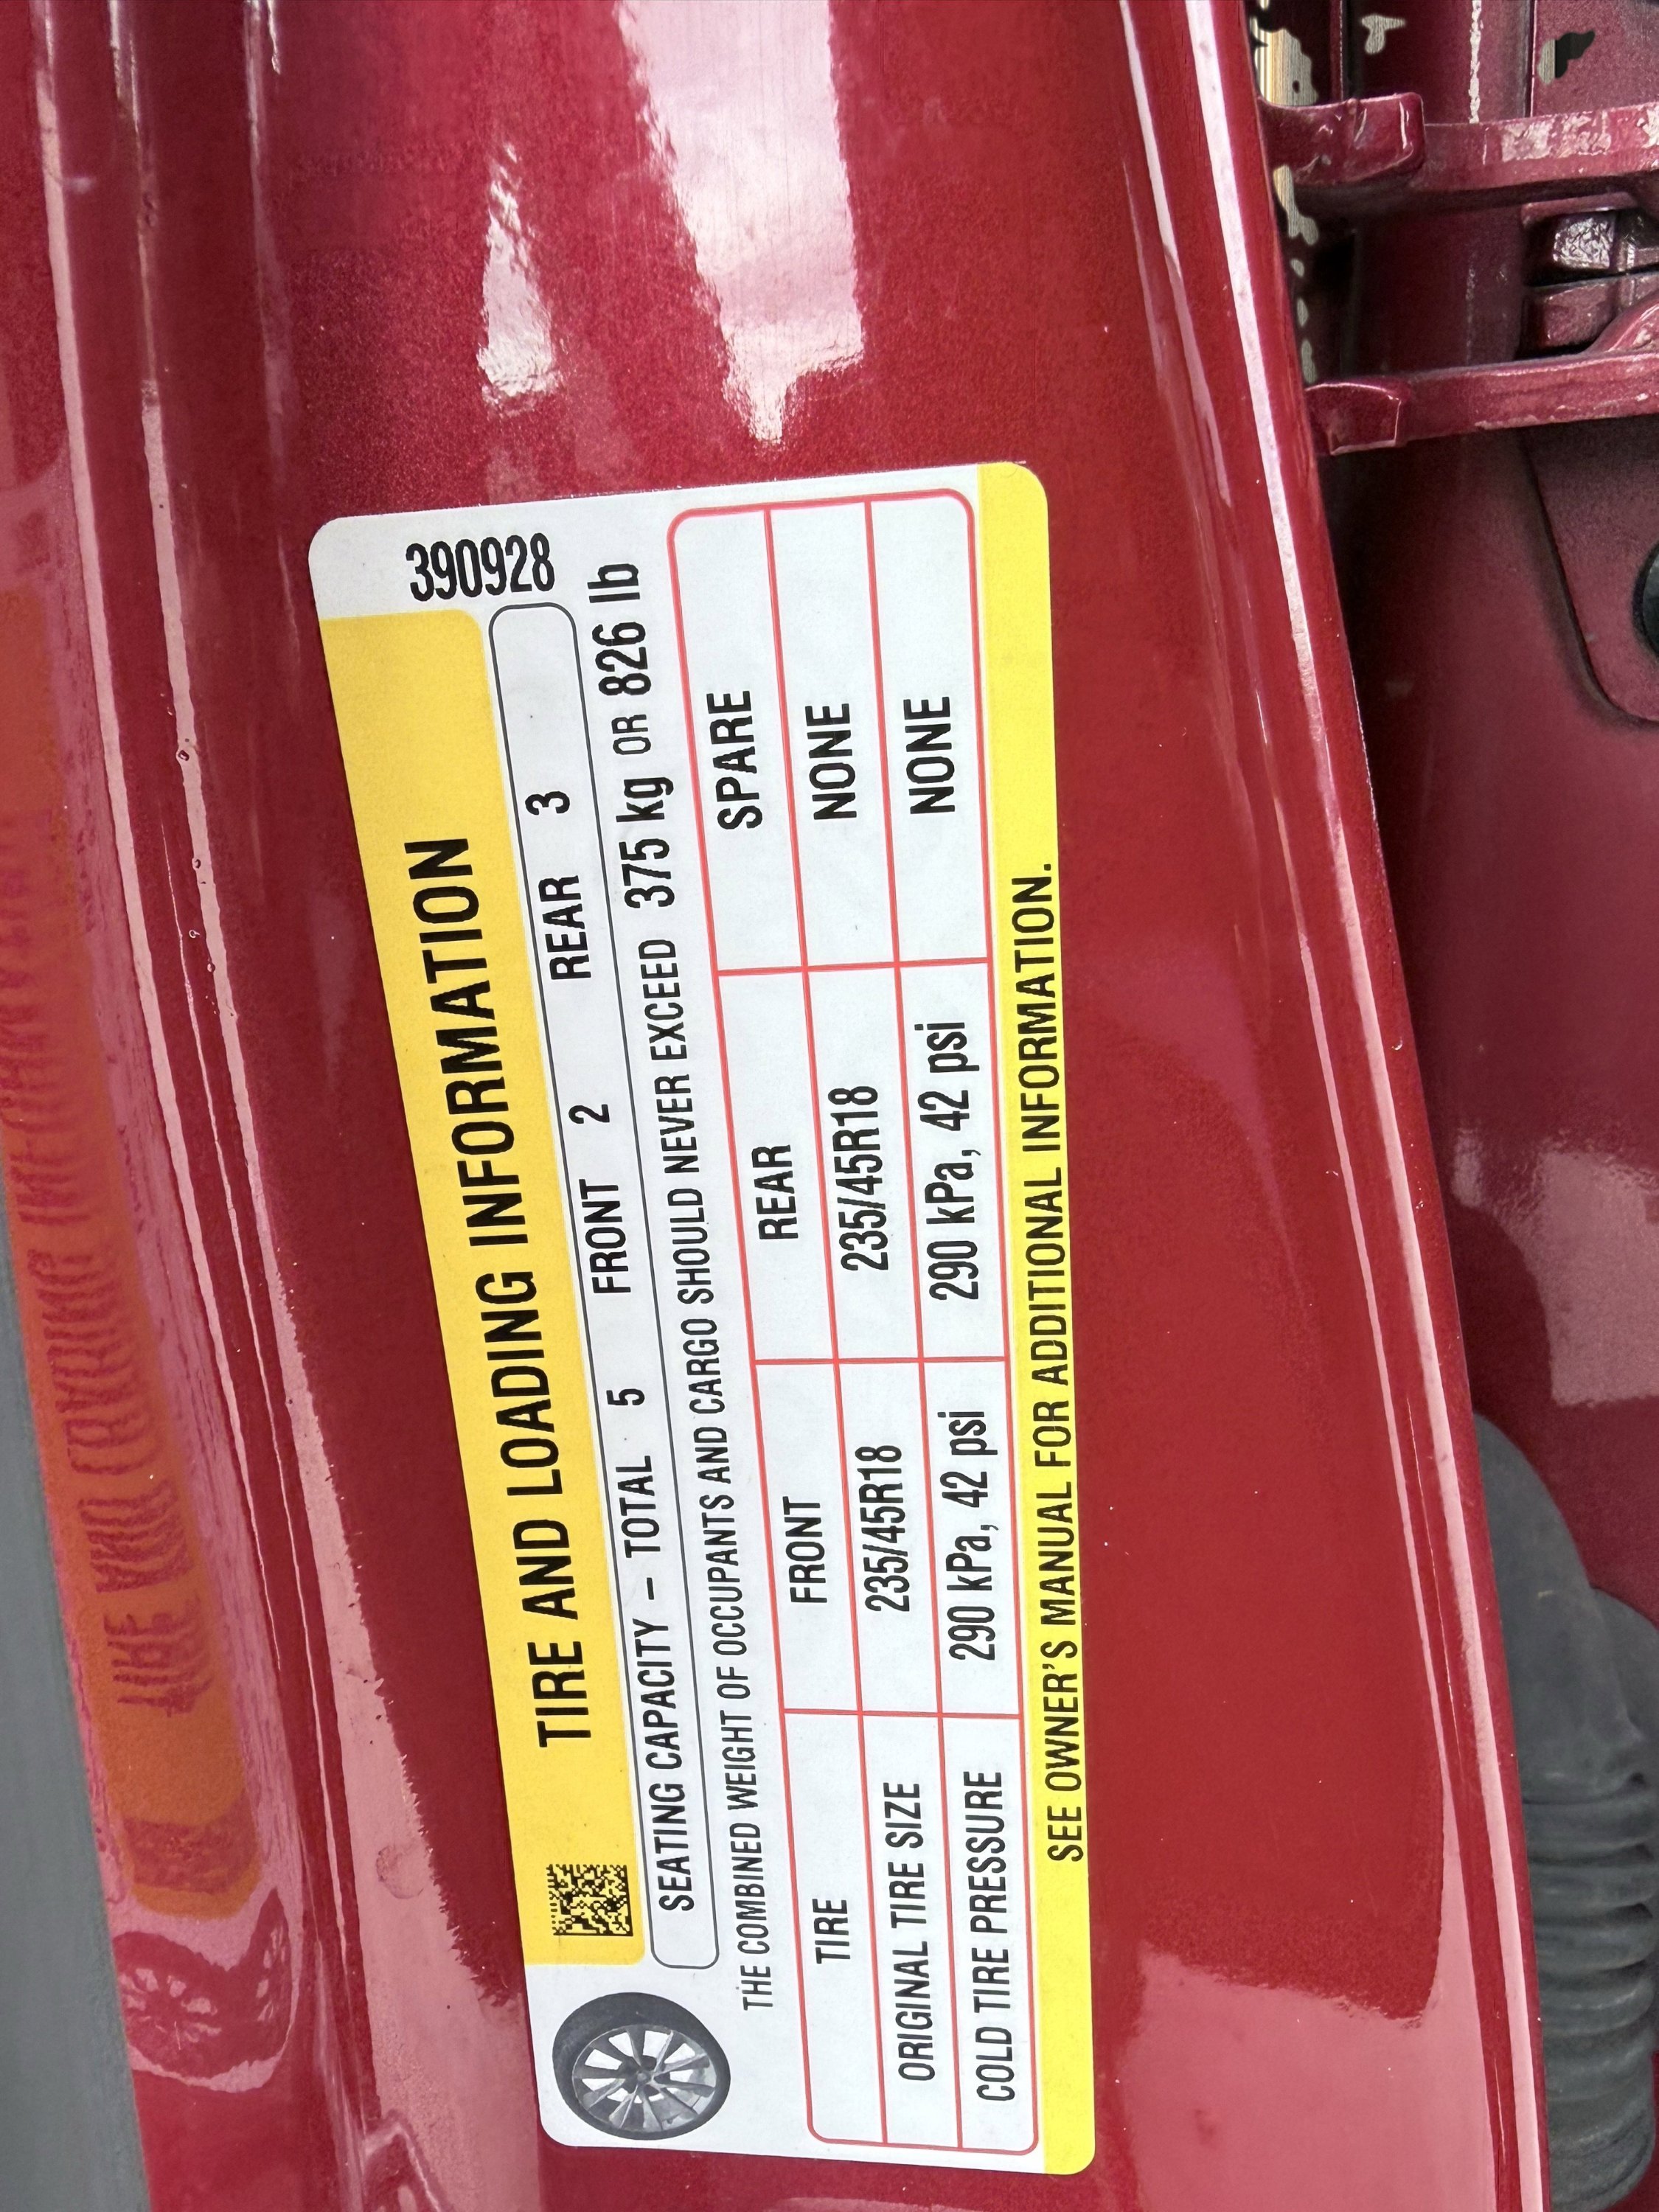 390928
TIRE AND LOADING INFORMATION
SEATING CAPACITY – TOTAL 5 FRONT 2 REAR 3
THE COMBINED WEIGHT OF OCCUPANTS AND CARGO SHOULD NEVER EXCEED 375 kg OR 826 lb
TIRE FRONT REAR SPARE
ORIGINAL TIRE SIZE 235/45R18 235/45R18 NONE
COLD TIRE PRESSURE 290 kPa, 42 psi 290 kPa, 42 psi NONE
SEE OWNER'S MANUAL FOR ADDITIONAL INFORMATION.